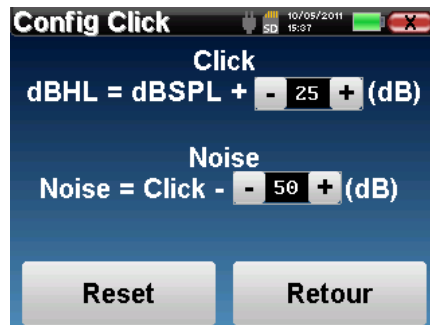 Config Click
SD
10/05/2011
15:37
X
Click
dBHL = dBSPL + - 25 + (dB)
Noise
Noise = Click - - 50 + (dB)
Reset
Retour